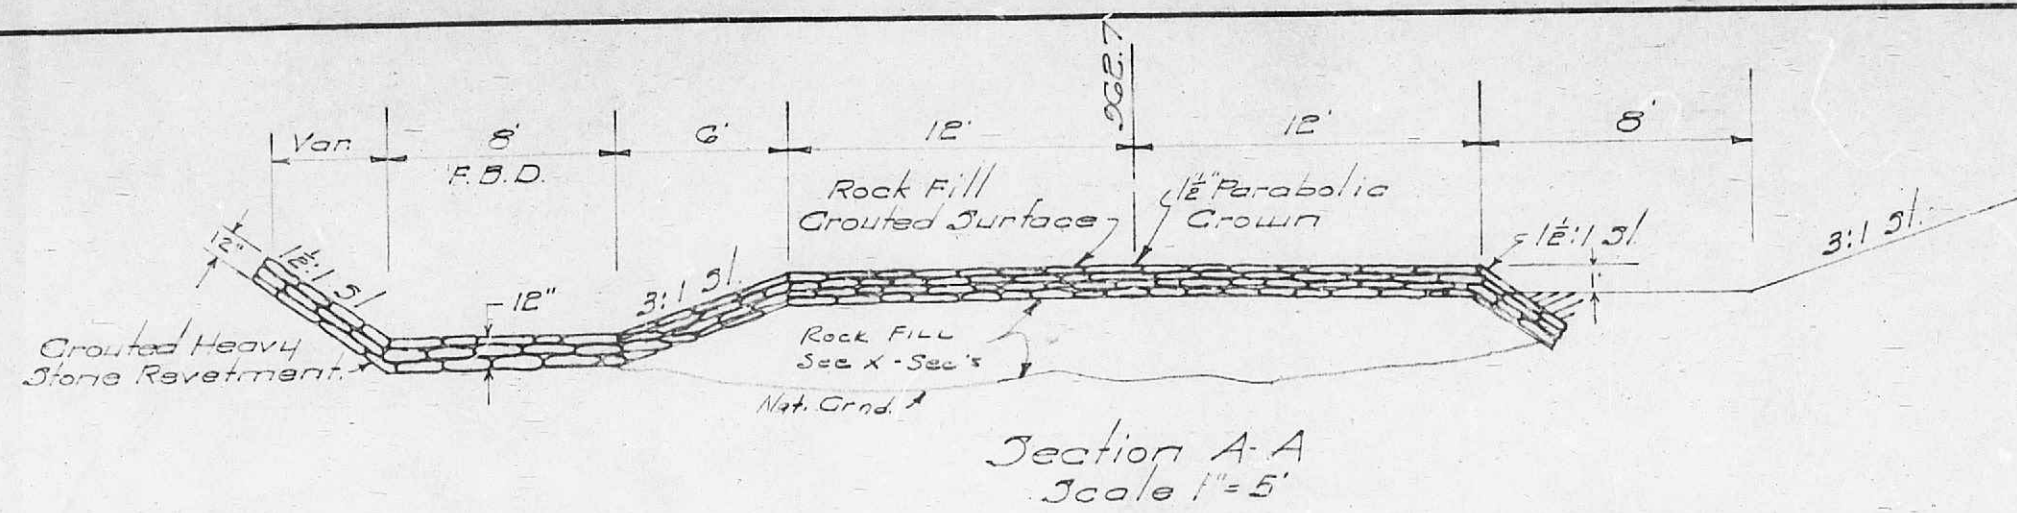 Var.
8'
F.B.D.
6'
12'
962.7
12'
8'
Rock Fill
Grouted Surface
1½" Parabolic
Crown
12"
1½:1 Sl.
12"
3:1 Sl.
1½:1 Sl.
3:1 Sl.
Grouted Heavy
Stone Revetment.
Rock Fill
See X-Sec's
Nat. Grnd.
Section A-A
Scale 1"=5'